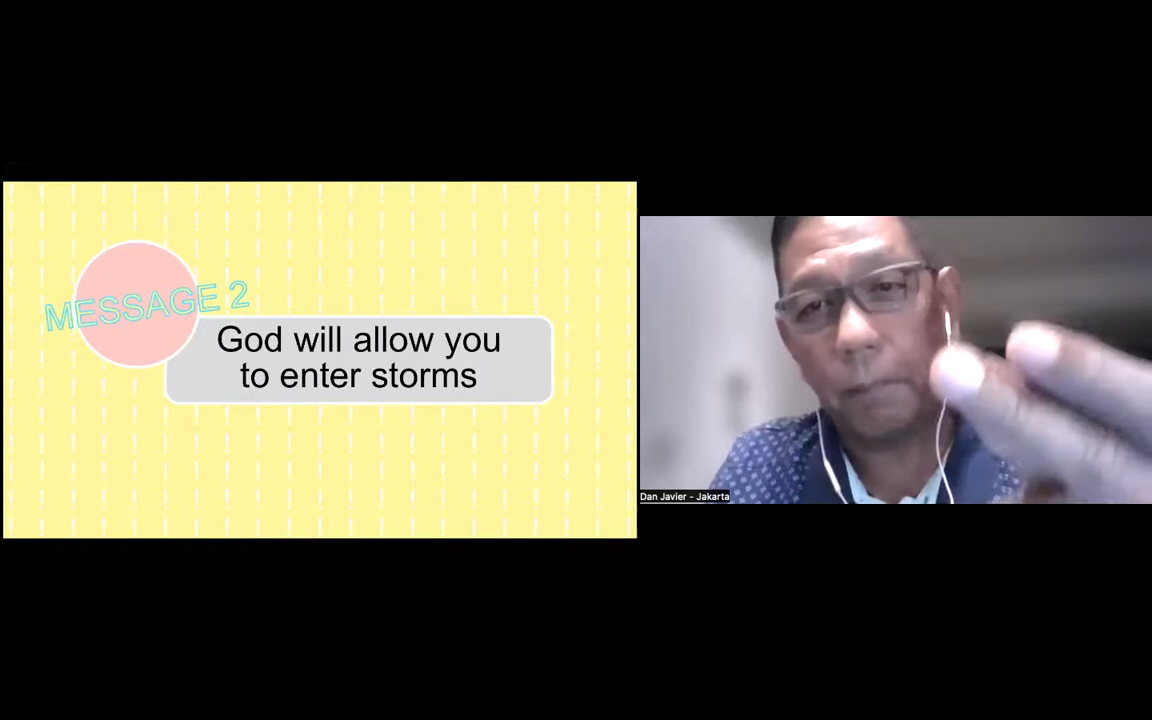 MESSAGE 2
God will allow you
to enter storms
Dan Javier - Jakarta